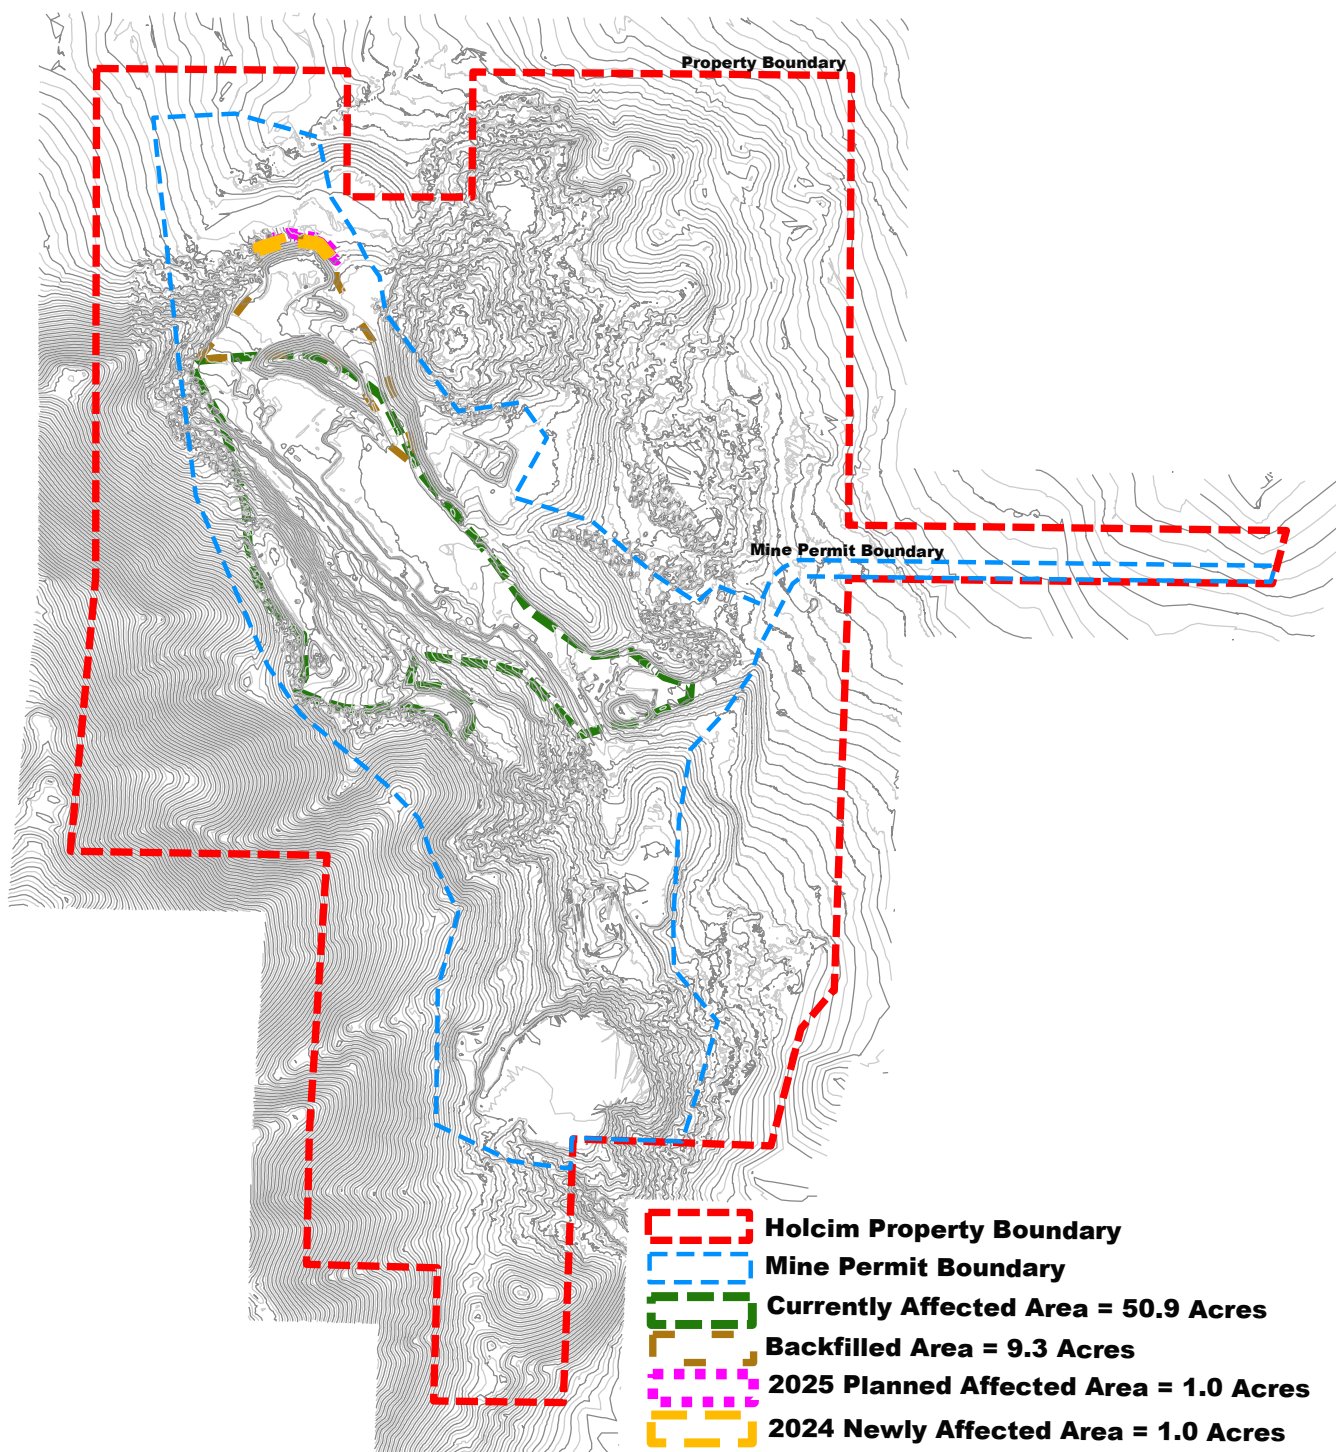 Property Boundary
Mine Permit Boundary
Holcim Property Boundary
Mine Permit Boundary
Currently Affected Area = 50.9 Acres
Backfilled Area = 9.3 Acres
2025 Planned Affected Area = 1.0 Acres
2024 Newly Affected Area = 1.0 Acres